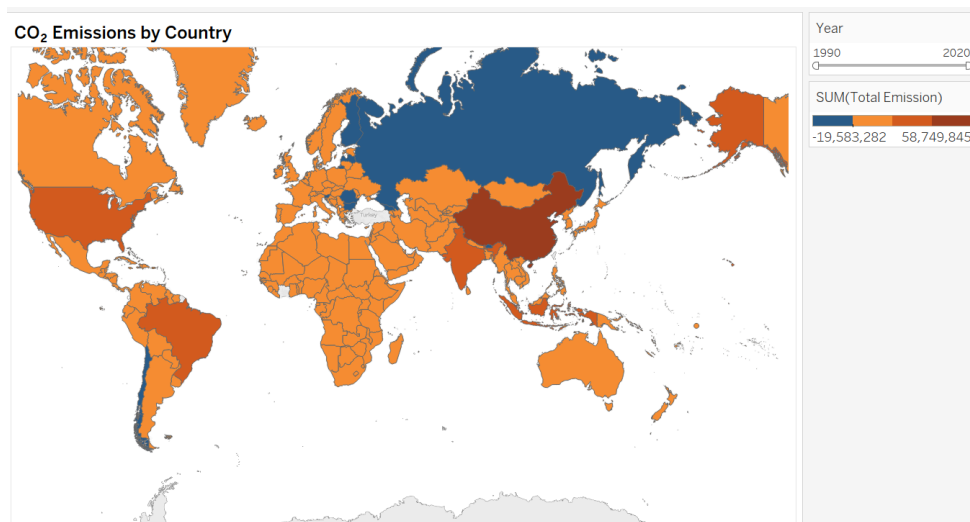 CO₂ Emissions by Country
Year
1990 2020
SUM(Total Emission)
-19,583,282 58,749,845
Turkey